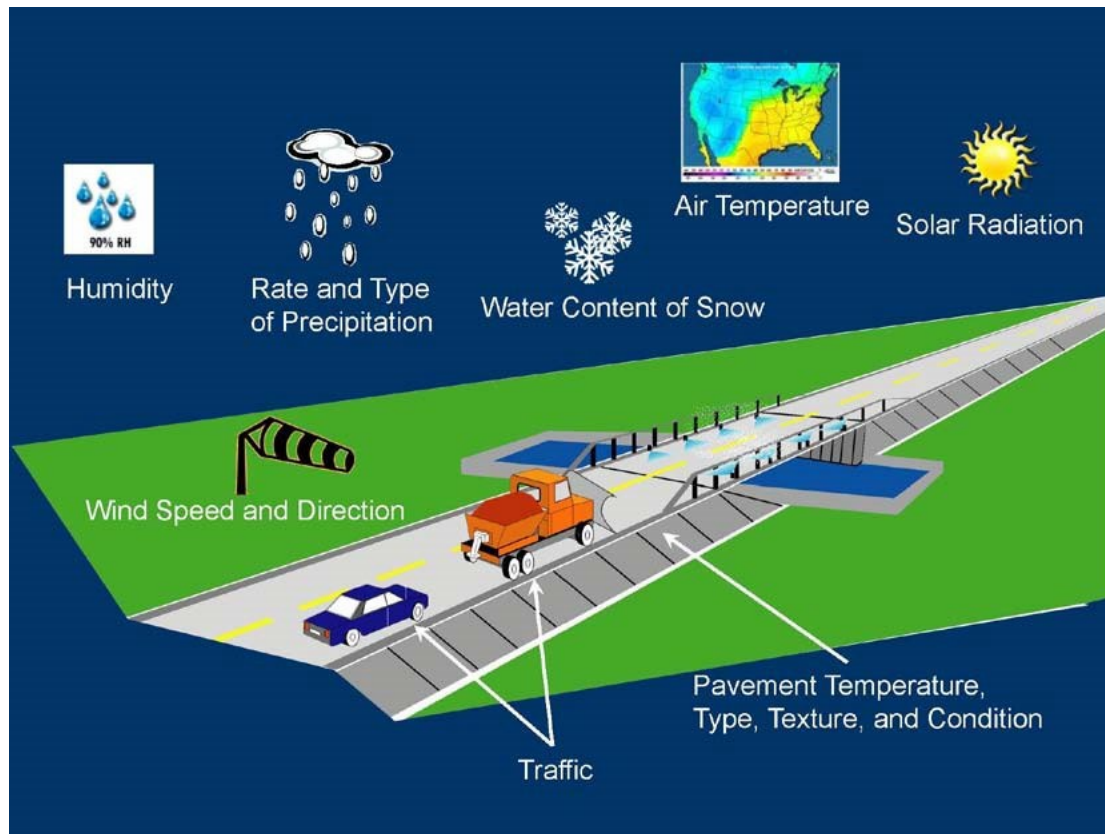 Air Temperature
Solar Radiation
90% RH
Humidity
Rate and Type
of Precipitation
Water Content of Snow
Wind Speed and Direction
Pavement Temperature,
Type, Texture, and Condition
Traffic